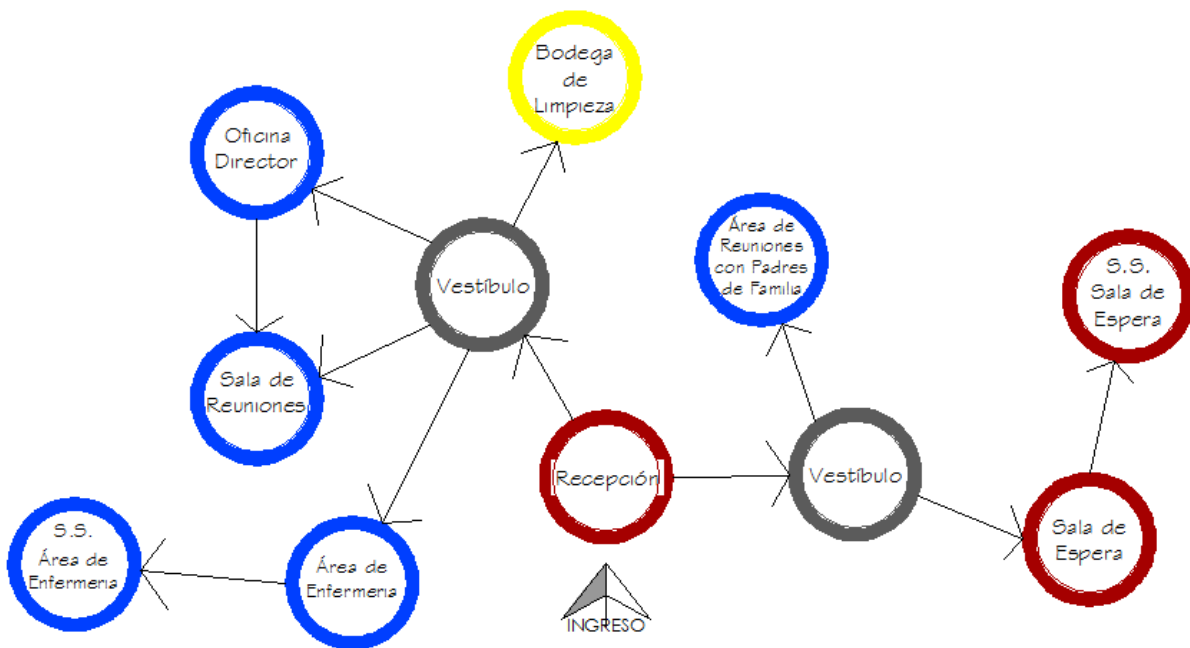 Bodega
de
Limpieza
Oficina
Director
Vestíbulo
Área de
Reuniones
con Padres
de Familia
S.S.
Sala de
Espera
Sala de
Reuniones
Recepción
Vestíbulo
Sala de
Espera
S.S.
Área de
Enfermeria
Área de
Enfermeria
INGRESO